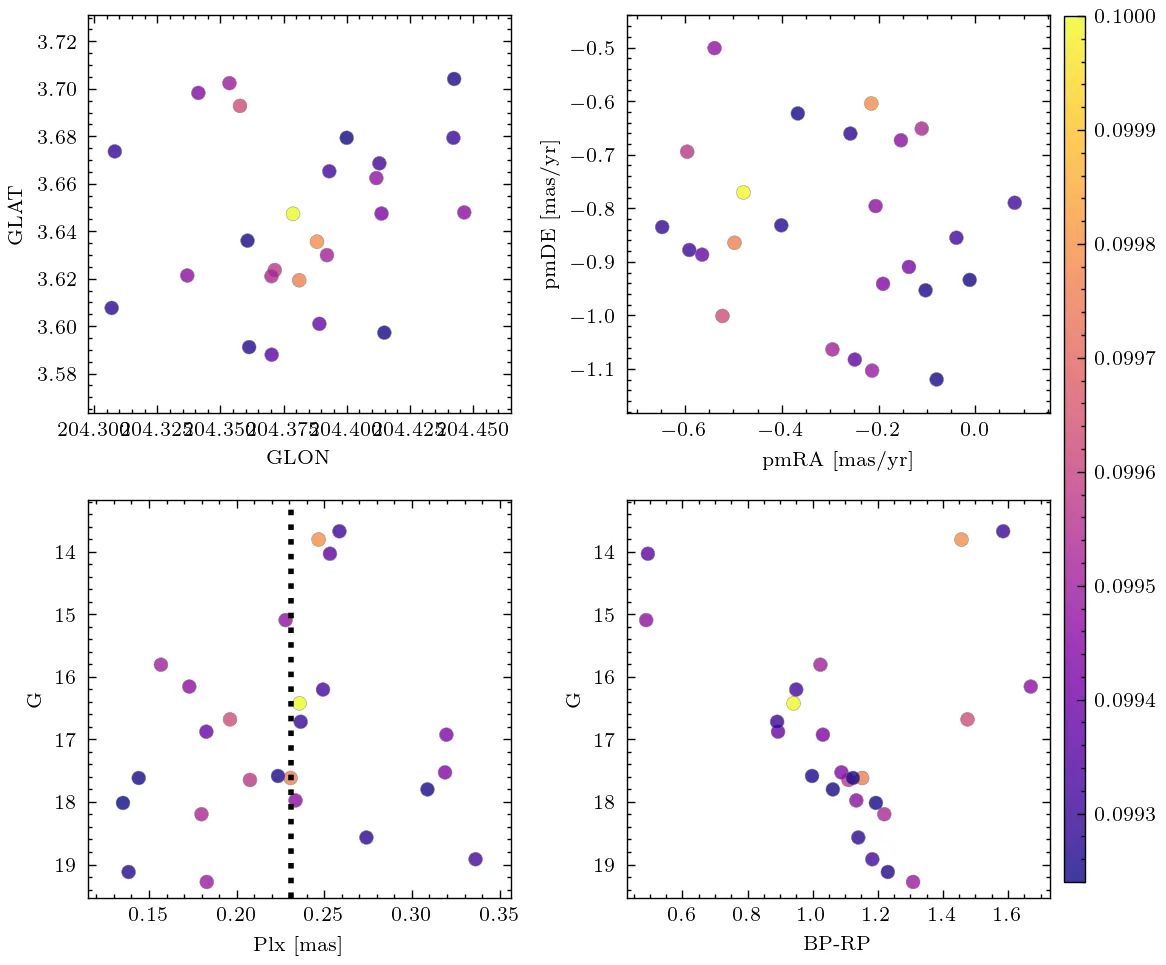 3.72
3.70
3.68
3.66
3.64
3.62
3.60
3.58
GLAT
204.300 204.325 204.350 204.375 204.400 204.425 204.450
GLON
−0.5
−0.6
−0.7
−0.8
−0.9
−1.0
−1.1
pmDE [mas/yr]
−0.6 −0.4 −0.2 0.0
pmRA [mas/yr]
14
15
16
17
18
19
G
0.15 0.20 0.25 0.30 0.35
Plx [mas]
14
15
16
17
18
19
G
0.6 0.8 1.0 1.2 1.4 1.6
BP-RP
0.1000
0.0999
0.0998
0.0997
0.0996
0.0995
0.0994
0.0993